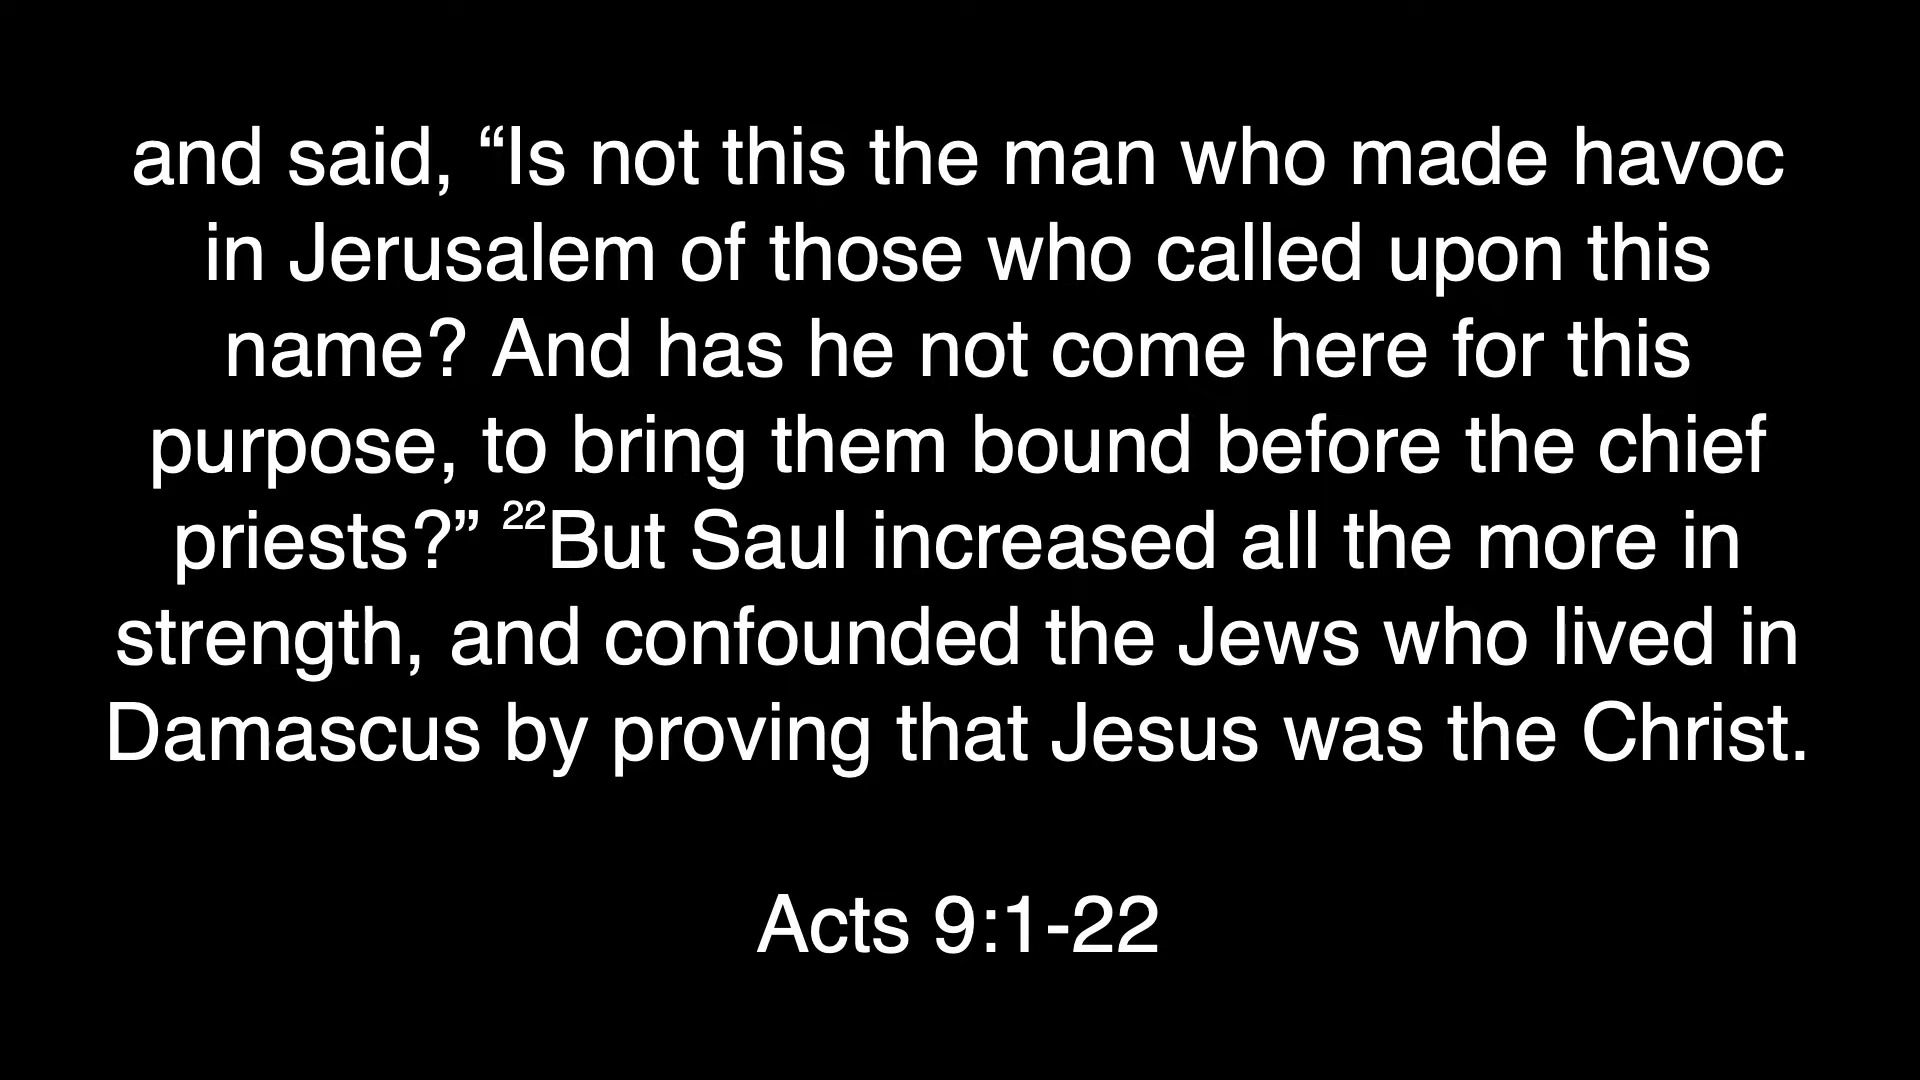 and said, “Is not this the man who made havoc
in Jerusalem of those who called upon this
name? And has he not come here for this
purpose, to bring them bound before the chief
priests?” ²²But Saul increased all the more in
strength, and confounded the Jews who lived in
Damascus by proving that Jesus was the Christ.
Acts 9:1-22